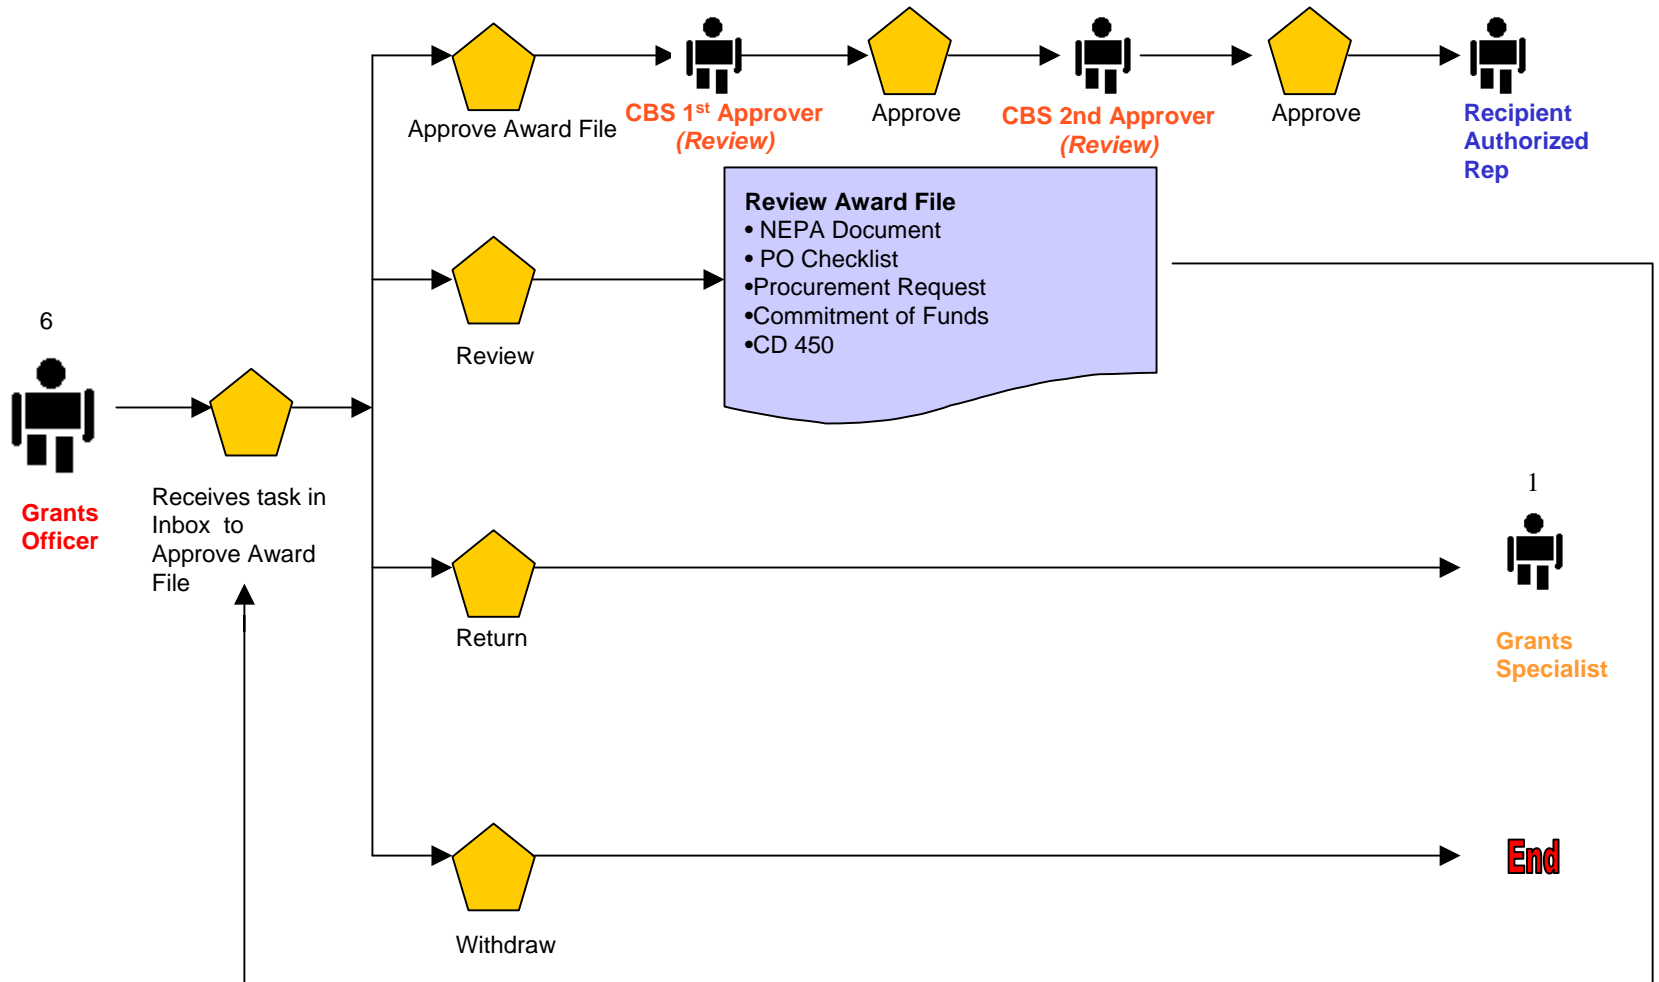 Approve Award File
CBS 1st Approver
(Review)
Approve
CBS 2nd Approver
(Review)
Approve
Recipient
Authorized
Rep
Review Award File
• NEPA Document
• PO Checklist
•Procurement Request
•Commitment of Funds
•CD 450
Review
6
Grants
Officer
Receives task in
Inbox to
Approve Award
File
Return
1
Grants
Specialist
Withdraw
End